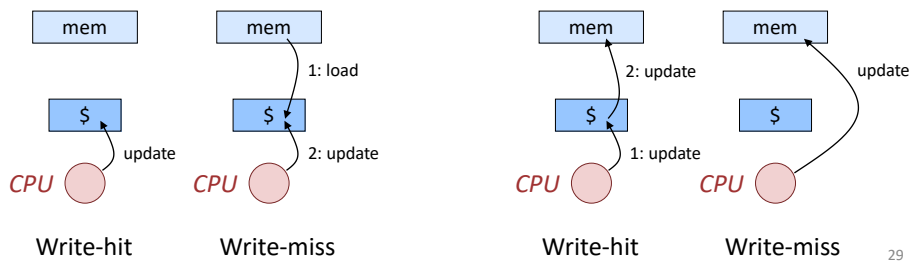 mem
mem
mem
mem
1: load
2: update
update
$
$
$
$
update
2: update
1: update
CPU
CPU
CPU
CPU
Write-hit
Write-miss
Write-hit
Write-miss
29